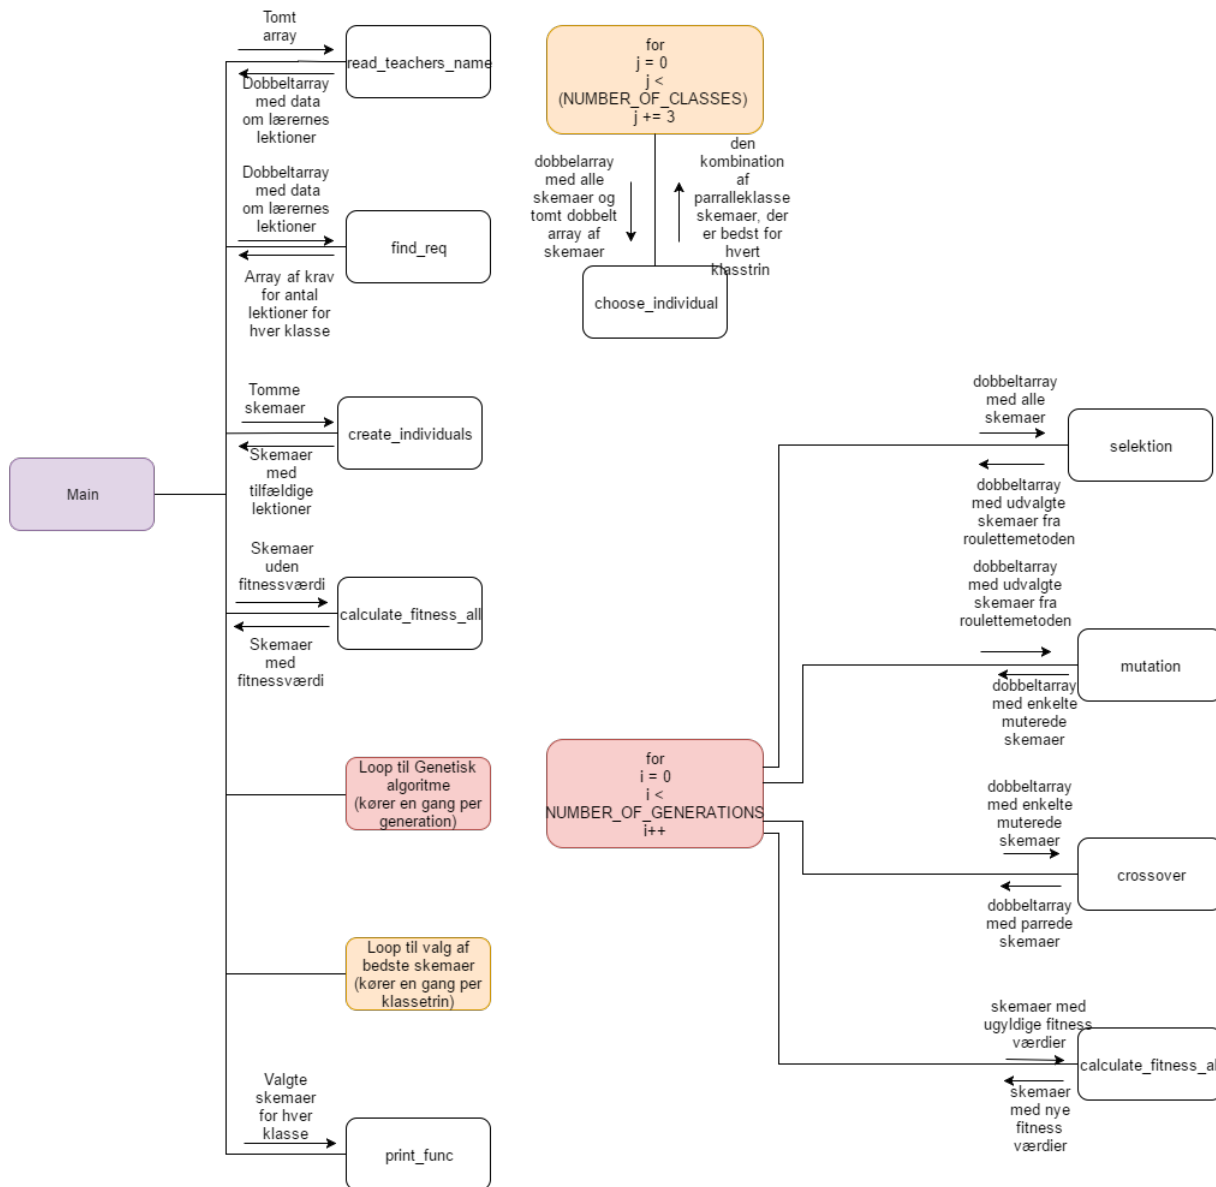 Tomt
array
read_teachers_name
Dobbeltarray
med data
om lærernes
lektioner
Dobbeltarray
med data
om lærernes
lektioner
find_req
Array af krav
for antal
lektioner for
hver klasse
Tomme
skemaer
create_individuals
Skemaer
med
tilfældige
lektioner
Main
Skemaer
uden
fitnessværdi
calculate_fitness_all
Skemaer
med
fitnessværdi
Loop til Genetisk
algoritme
(kører en gang per
generation)
Loop til valg af
bedste skemaer
(kører en gang per
klassetrin)
Valgte
skemaer
for hver
klasse
print_func
for
j = 0
j <
(NUMBER_OF_CLASSES)
j += 3
dobbelarray
med alle
skemaer og
tomt dobbelt
array af
skemaer
den
kombination
af
parralleklasse
skemaer, der
er bedst for
hvert
klasstrin
choose_individual
for
i = 0
i <
NUMBER_OF_GENERATIONS
i++
dobbeltarray
med alle
skemaer
selektion
dobbeltarray
med udvalgte
skemaer fra
roulettemetoden
dobbeltarray
med udvalgte
skemaer fra
roulettemetoden
mutation
dobbeltarray
med enkelte
muterede
skemaer
dobbeltarray
med enkelte
muterede
skemaer
crossover
dobbeltarray
med parrede
skemaer
skemaer med
ugyldige fitness
værdier
calculate_fitness_al
skemaer
med nye
fitness
værdier